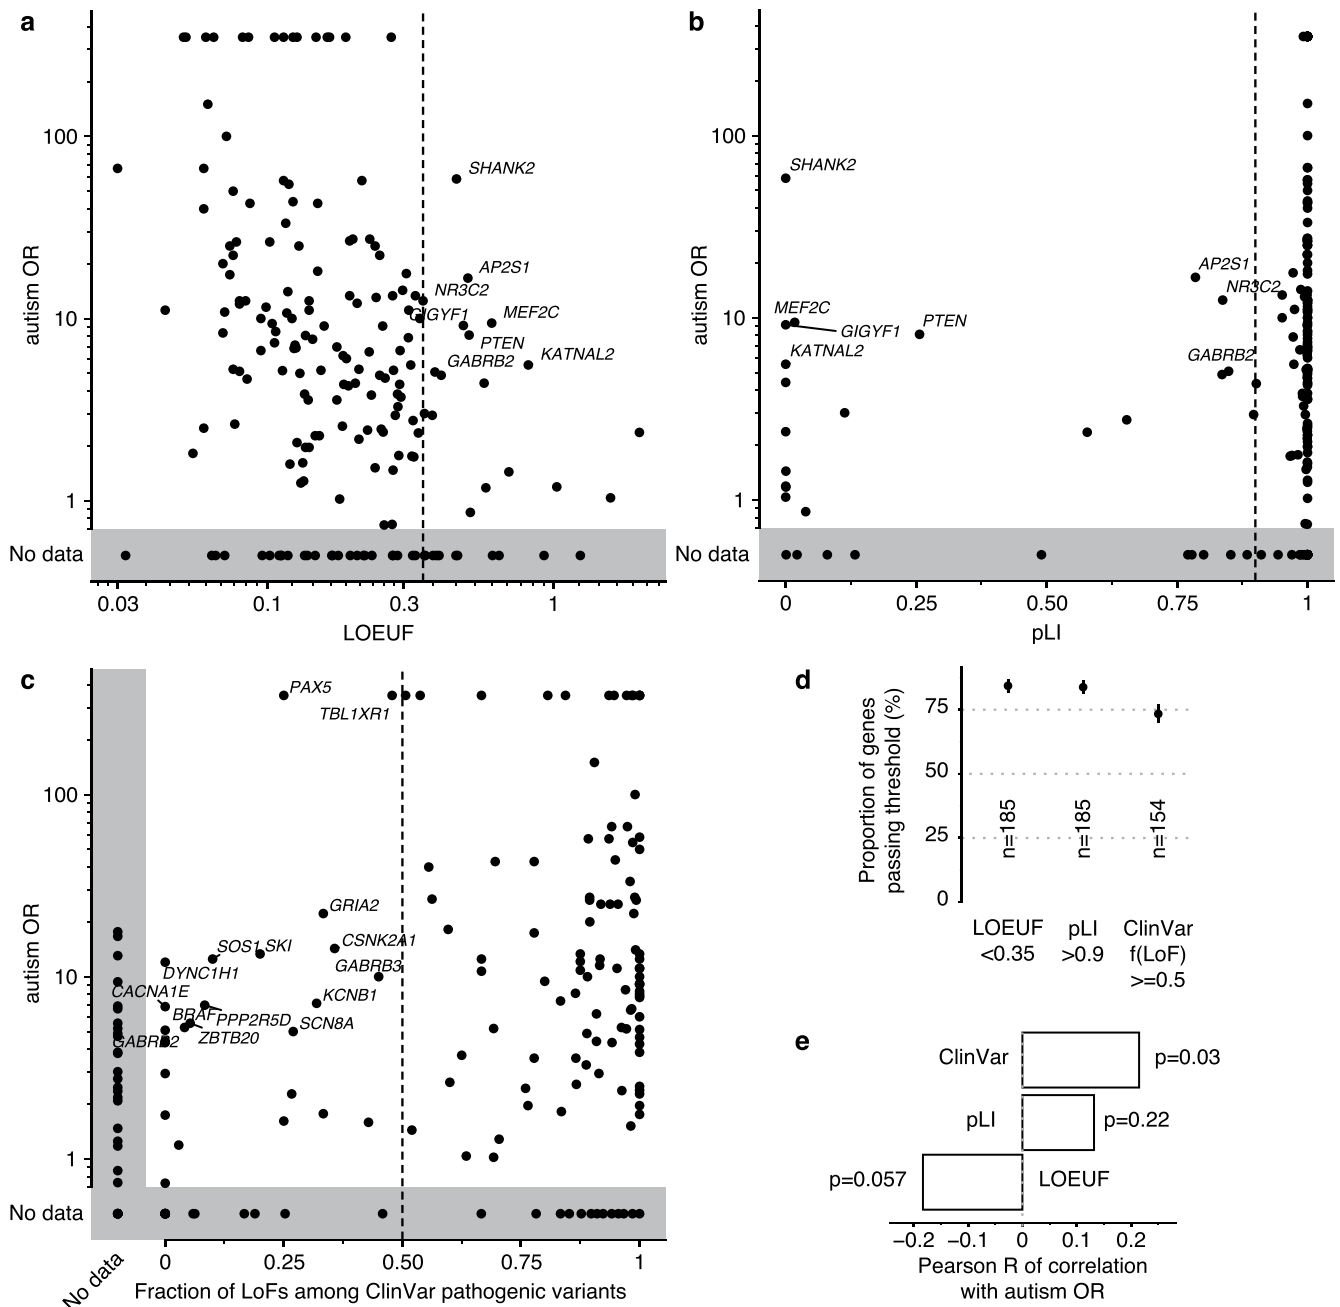 a
autism OR
100
10
1
No data
SHANK2
AP2S1
NR3C2
GIGYF1
MEF2C
PTEN
GABRB2
KATNAL2
0.03
0.1
0.3
1
LOEUF
b
autism OR
100
10
1
No data
SHANK2
AP2S1
NR3C2
MEF2C
GIGYF1
PTEN
KATNAL2
GABRB2
0
0.25
0.50
0.75
1
pLI
c
autism OR
100
10
1
No data
PAX5
TBL1XR1
GRIA2
SOS1
SKI
CSNK2A1
DYNC1H1
GABRB3
CACNA1E
KCNB1
BRAF
PPP2R5D
SCN8A
GABRB2
ZBTB20
No data
0
0.25
0.50
0.75
1
Fraction of LoFs among ClinVar pathogenic variants
d
Proportion of genes
passing threshold (%)
75
50
25
0
n=185
n=185
n=154
LOEUF
<0.35
pLI
>0.9
ClinVar
f(LoF)
>=0.5
e
ClinVar
p=0.03
pLI
p=0.22
p=0.057
LOEUF
−0.2
−0.1
0
0.1
0.2
Pearson R of correlation
with autism OR